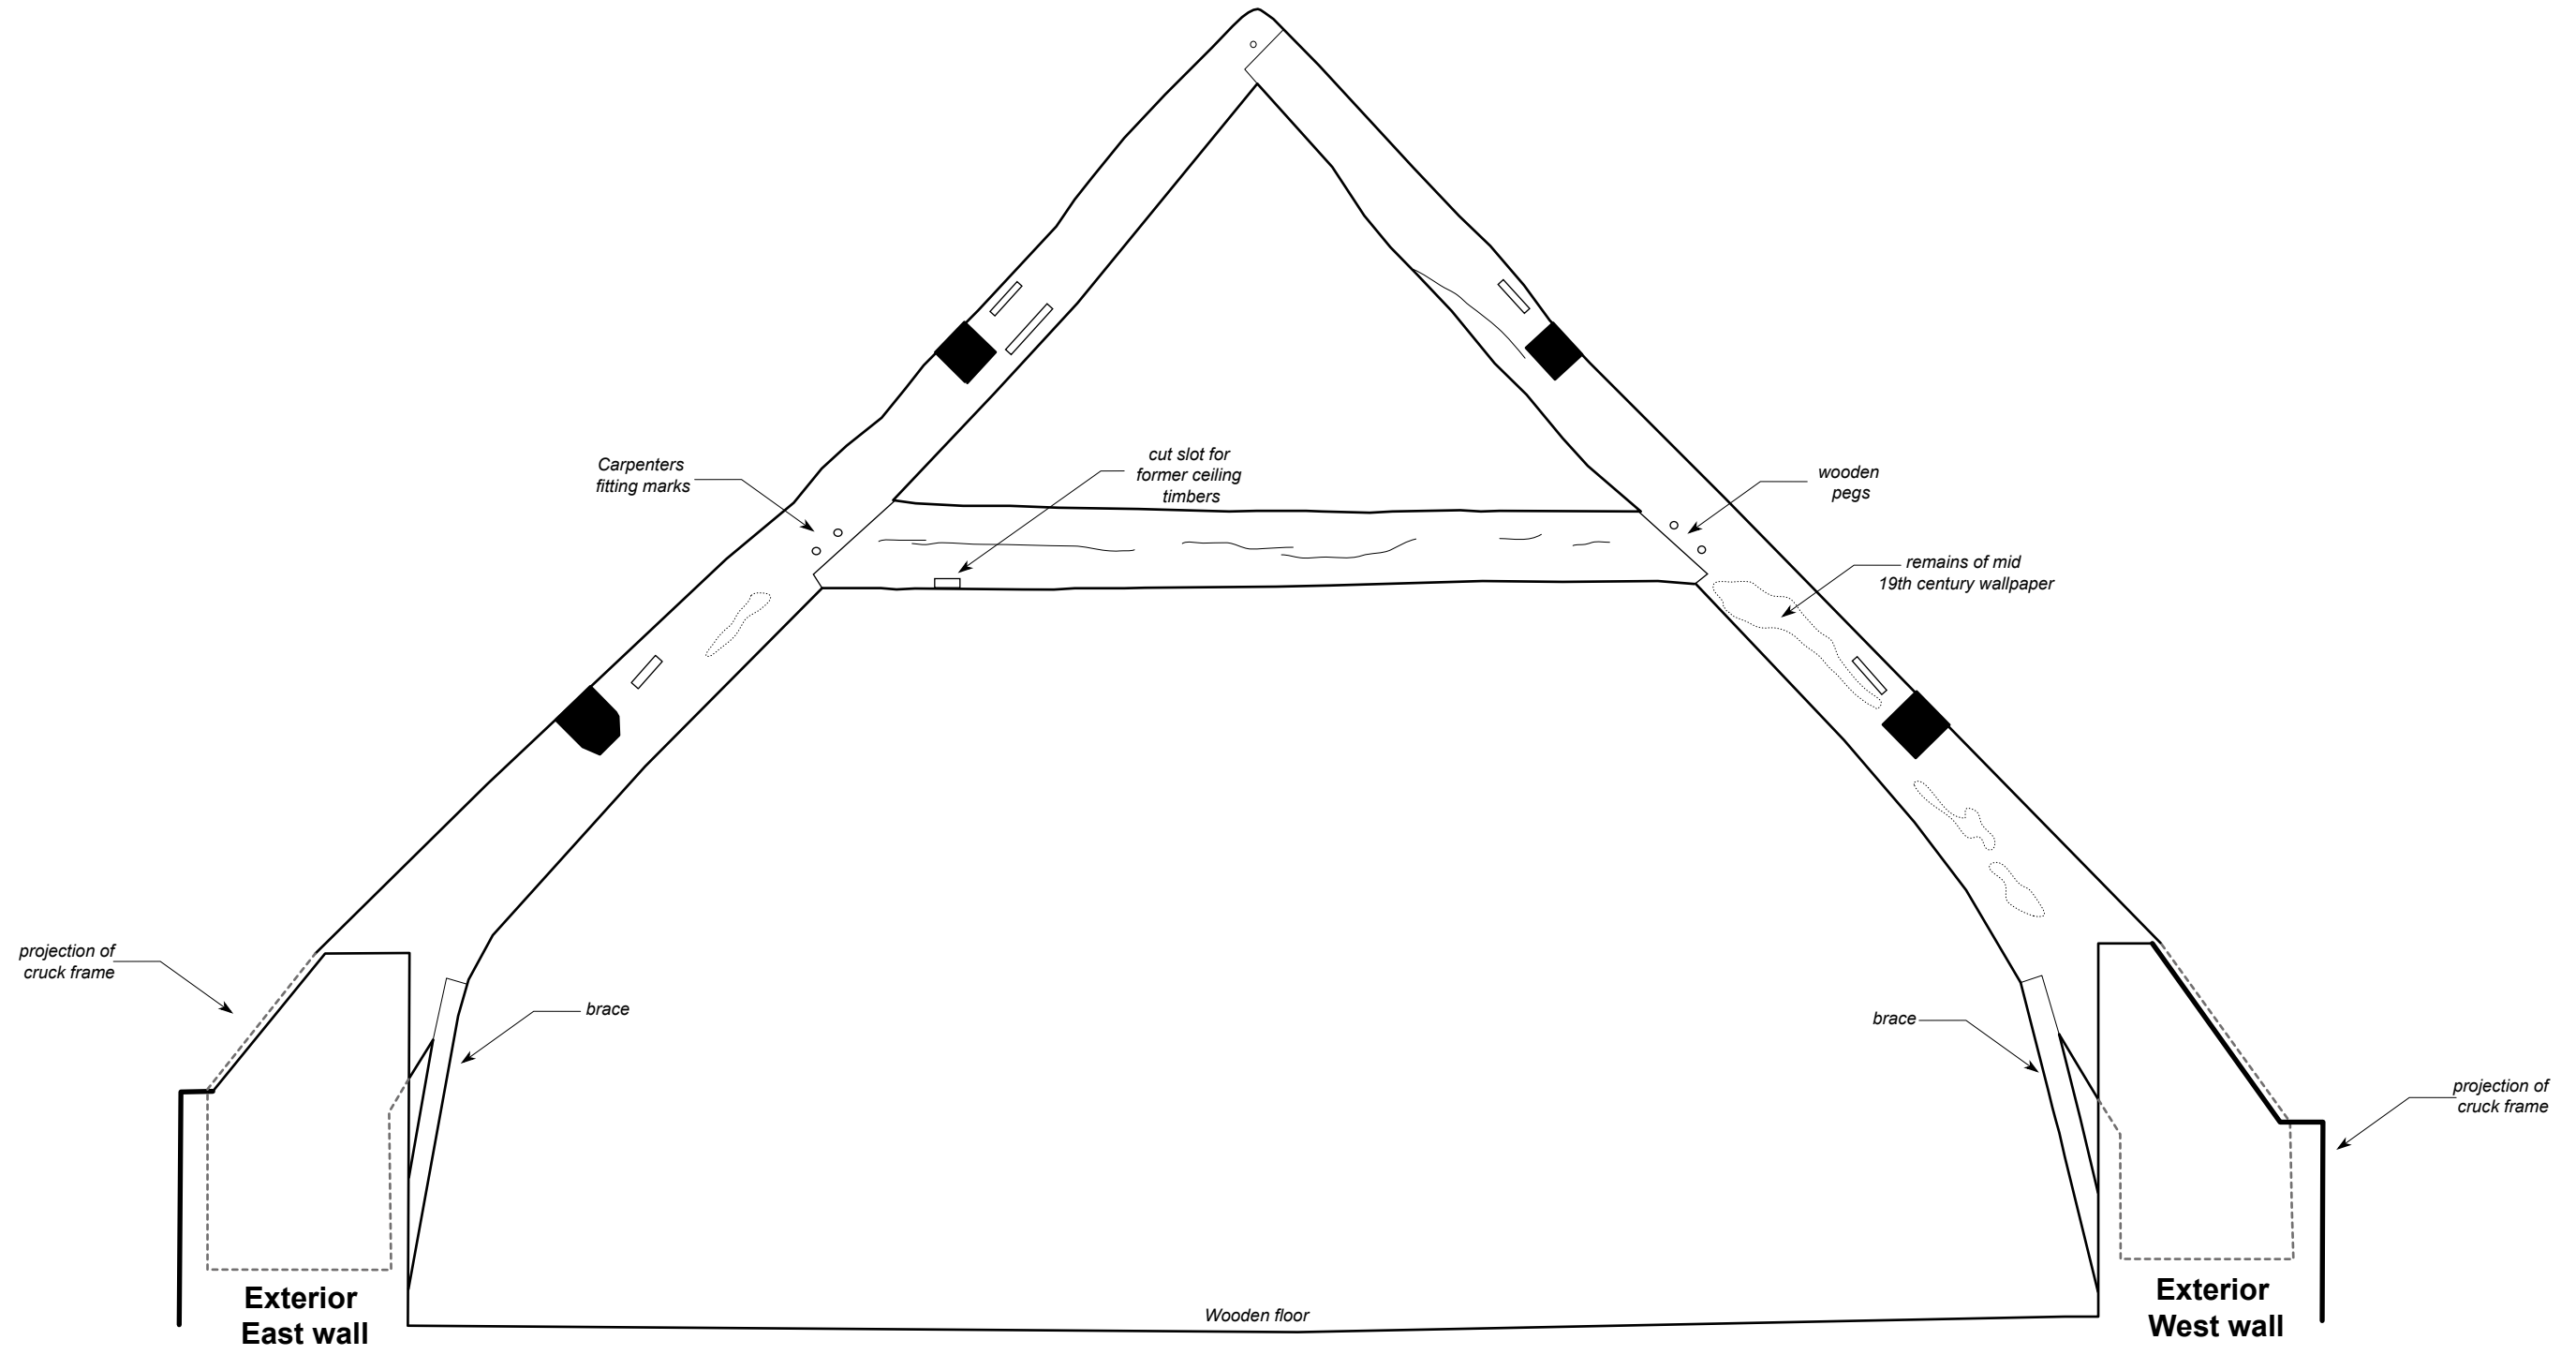 cut slot for
former ceiling
timbers
Carpenters
fitting marks
wooden
pegs
remains of mid
19th century wallpaper
projection of
cruck frame
brace
brace
projection of
cruck frame
Exterior
East wall
Wooden floor
Exterior
West wall